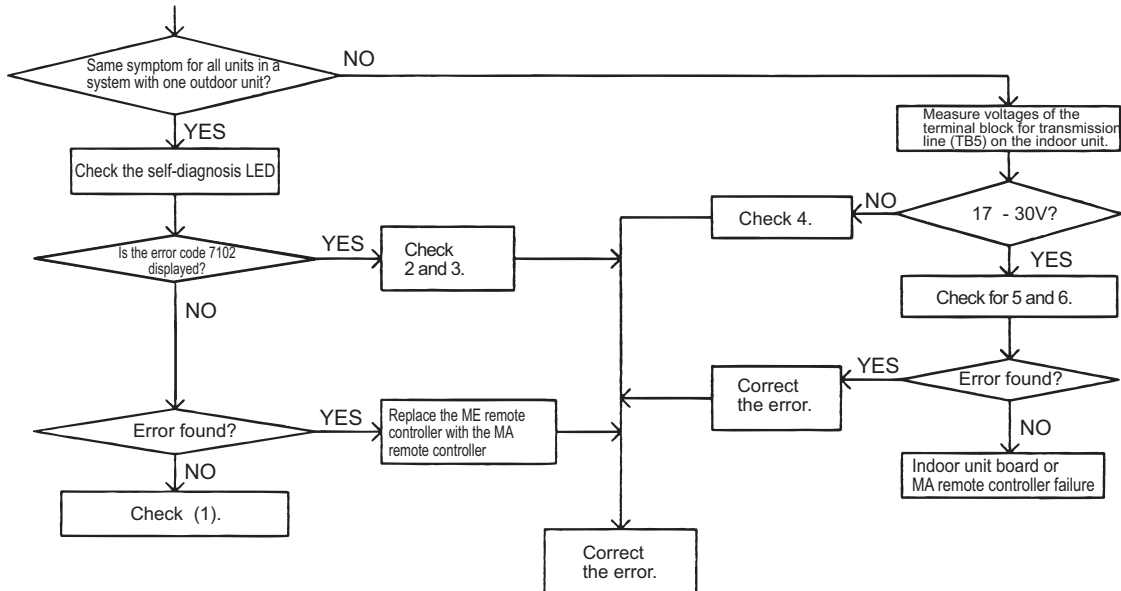 Same symptom for all units in a
system with one outdoor unit?
NO
YES
Measure voltages of the
terminal block for transmission
line (TB5) on the indoor unit.
Check the self-diagnosis LED
17 - 30V?
NO
Check 4.
YES
Is the error code 7102
displayed?
YES
Check
2 and 3.
NO
Check for 5 and 6.
Error found?
YES
Correct
the error.
NO
Error found?
YES
Replace the ME remote
controller with the MA
remote controller
NO
Indoor unit board or
MA remote controller failure
Check (1).
Correct
the error.